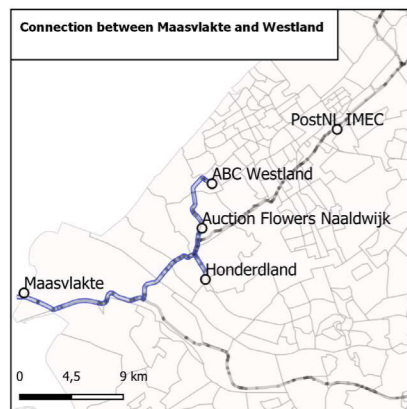 Connection between Maasvlakte and Westland
PostNL IMEC
ABC Westland
Auction Flowers Naaldwijk
Honderdland
Maasvlakte
0 4,5 9 km